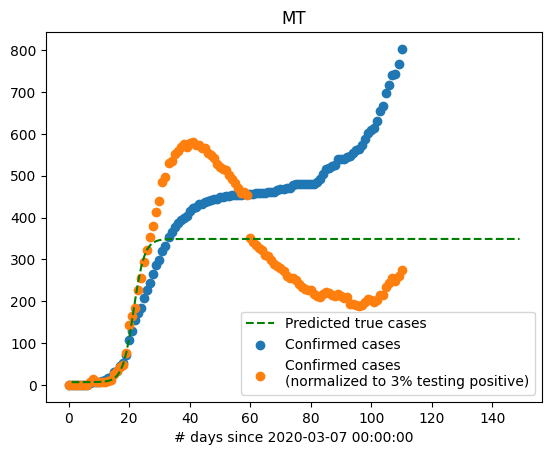 MT
800
700
600
500
400
300
200
100
0
Predicted true cases
Confirmed cases
Confirmed cases
(normalized to 3% testing positive)
0 20 40 60 80 100 120 140
# days since 2020-03-07 00:00:00